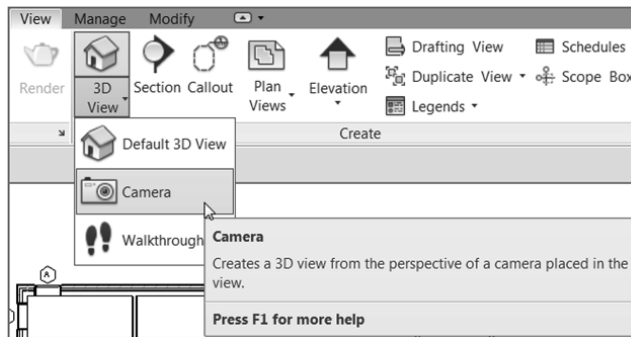 View Manage Modify
Render
3D View
Section
Callout
Plan Views
Elevation
Drafting View
Duplicate View
Legends
Schedules
Scope Box
Create
Default 3D View
Camera
Walkthrough
Camera
Creates a 3D view from the perspective of a camera placed in the
view.
Press F1 for more help
A